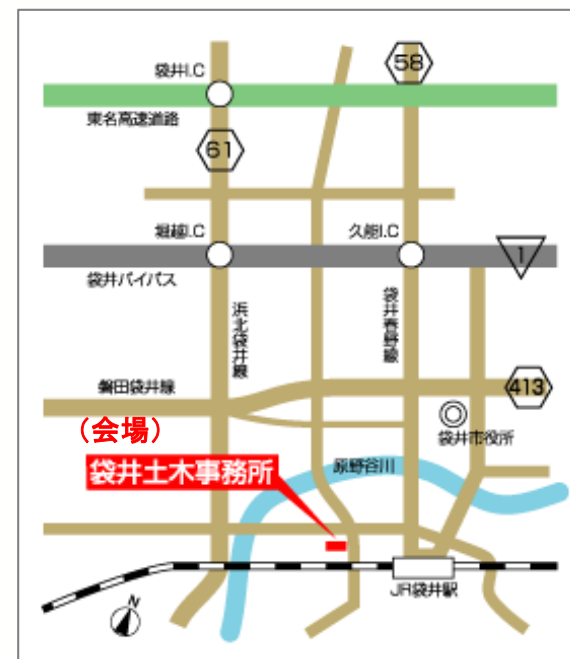 袋井I.C
58
東名高速道路
61
堀越I.C
久能I.C
1
袋井バイパス
浜北袋井線
袋井春野線
磐田袋井線
413
(会場)
袋井市役所
袋井土木事務所
原野谷川
JR袋井駅
N